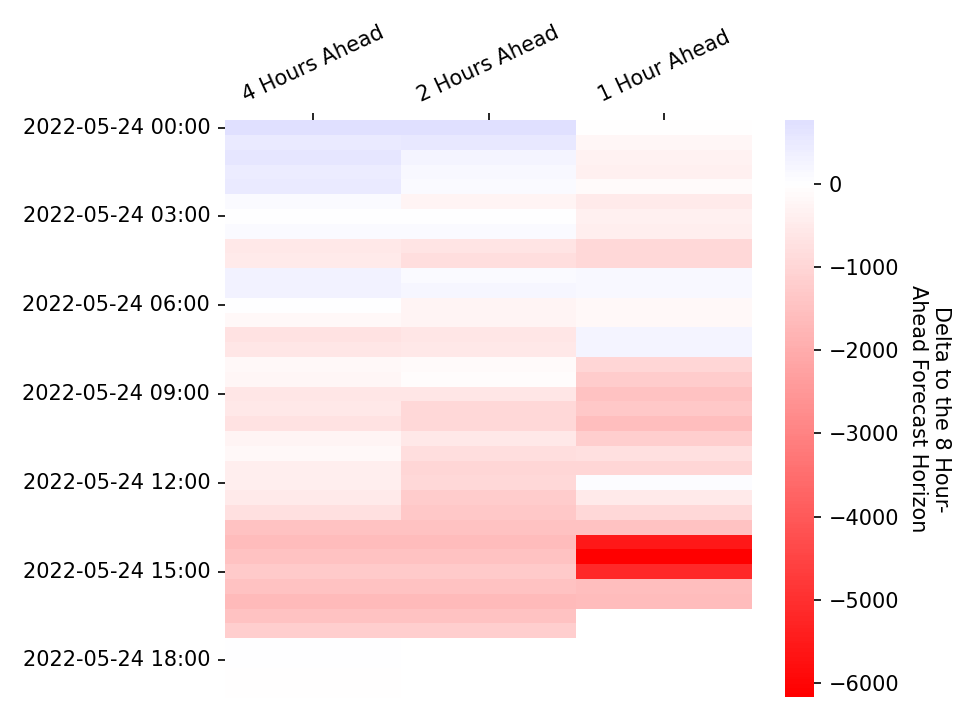 4 Hours Ahead
2 Hours Ahead
1 Hour Ahead
2022-05-24 00:00
2022-05-24 03:00
2022-05-24 06:00
2022-05-24 09:00
2022-05-24 12:00
2022-05-24 15:00
2022-05-24 18:00
0
−1000
−2000
−3000
−4000
−5000
−6000
Delta to the 8 Hour-
Ahead Forecast Horizon